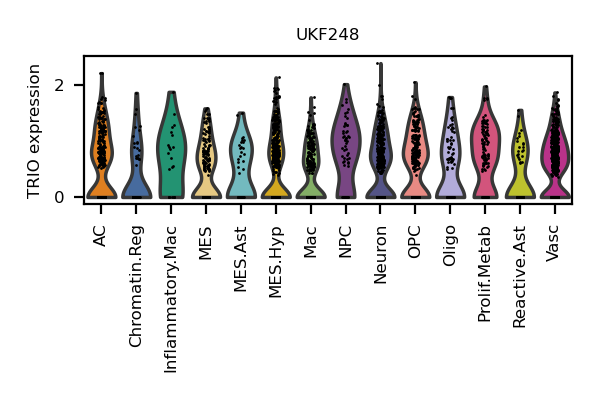 UKF248
TRIO expression
2
0
AC
Chromatin.Reg
Inflammatory.Mac
MES
MES.Ast
MES.Hyp
Mac
NPC
Neuron
OPC
Oligo
Prolif.Metab
Reactive.Ast
Vasc